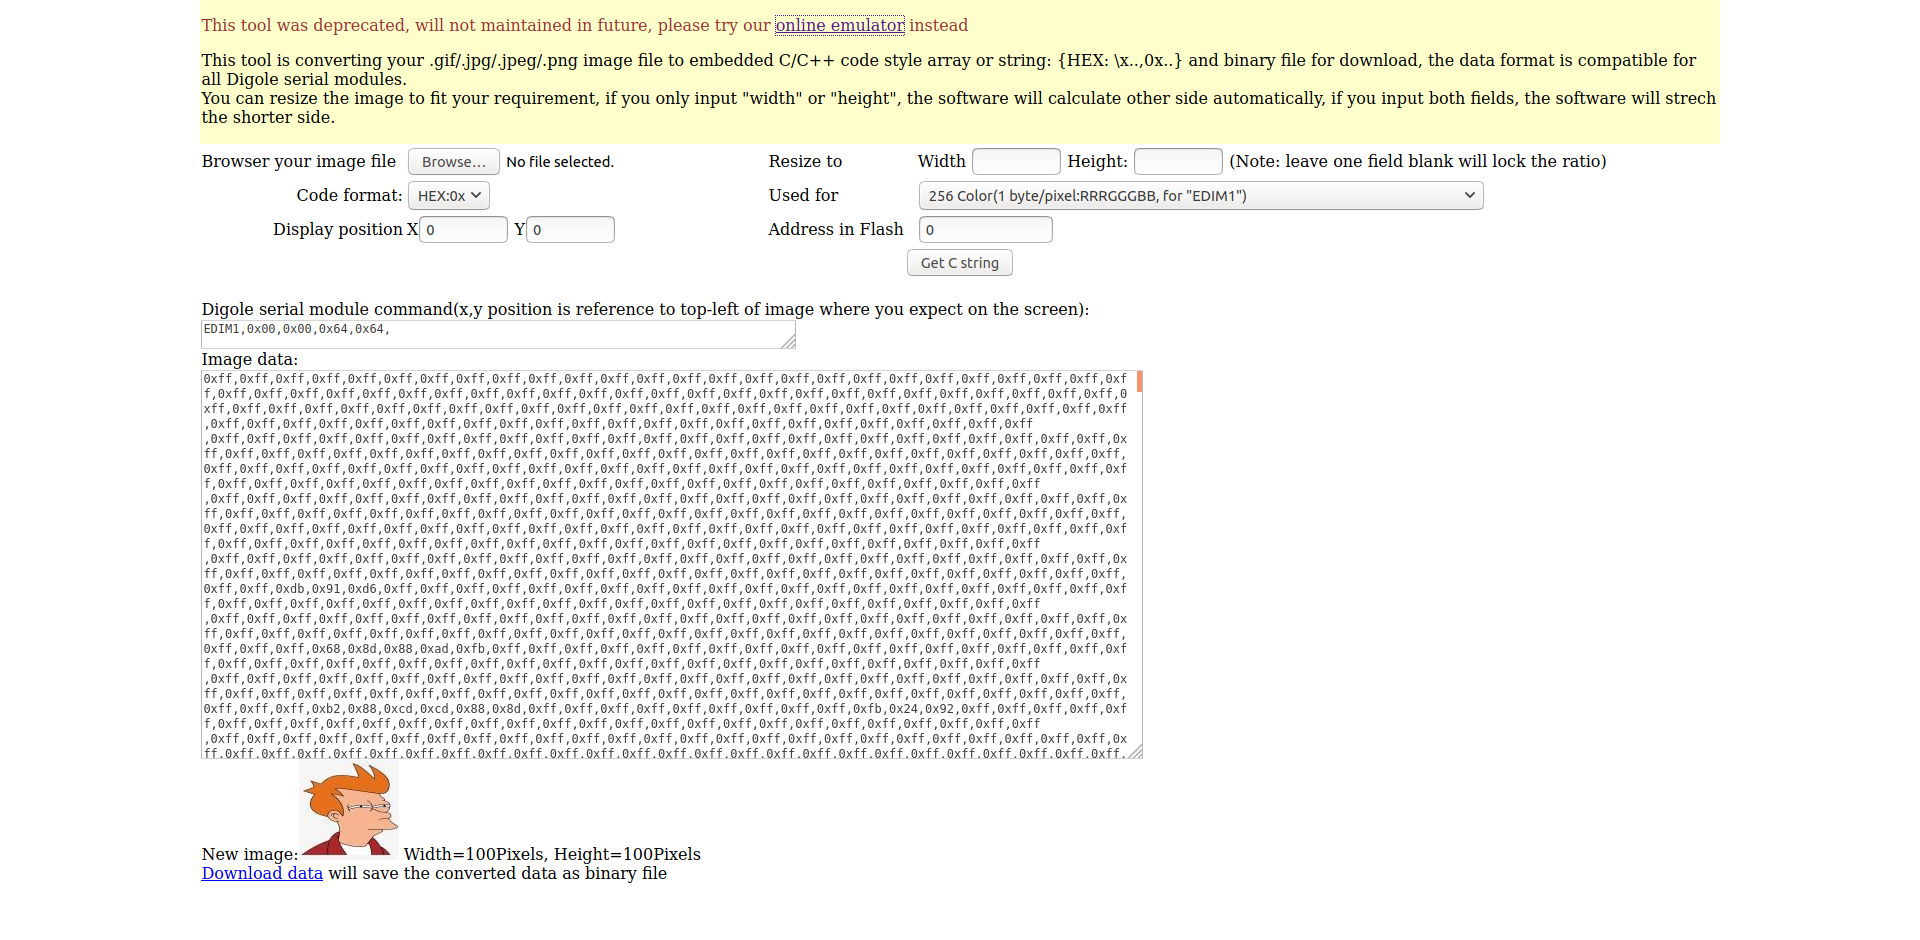 This tool was deprecated, will not maintained in future, please try our online emulator instead
This tool is converting your .gif/.jpg/.jpeg/.png image file to embedded C/C++ code style array or string: {HEX: \x..,0x..} and binary file for download, the data format is compatible for
all Digole serial modules.
You can resize the image to fit your requirement, if you only input "width" or "height", the software will calculate other side automatically, if you input both fields, the software will strech
the shorter side.
Browser your image file Browse... No file selected. Resize to Width Height: (Note: leave one field blank will lock the ratio)
Code format: HEX:0x Used for 256 Color(1 byte/pixel:RRRGGGBB, for "EDIM1")
Display position X 0 Y 0 Address in Flash 0
Get C string
Digole serial module command(x,y position is reference to top-left of image where you expect on the screen):
EDIM1,0x00,0x00,0x64,0x64,
Image data:
0xff,0xff,0xff,0xff,0xff,0xff,0xff,0xff,0xff,0xff,0xff,0xff,0xff,0xff,0xff,0xff,0xff,0xff,0xff,0xff,0xff,0xff,0xff,0xff,0xff,0xf
f,0xff,0xff,0xff,0xff,0xff,0xff,0xff,0xff,0xff,0xff,0xff,0xff,0xff,0xff,0xff,0xff,0xff,0xff,0xff,0xff,0xff,0xff,0xff,0xff,0xff,0
xff,0xff,0xff,0xff,0xff,0xff,0xff,0xff,0xff,0xff,0xff,0xff,0xff,0xff,0xff,0xff,0xff,0xff,0xff,0xff,0xff,0xff,0xff,0xff,0xff,0xff
,0xff,0xff,0xff,0xff,0xff,0xff,0xff,0xff,0xff,0xff,0xff,0xff,0xff,0xff,0xff,0xff,0xff,0xff,0xff,0xff,0xff,0xff,0xff
,0xff,0xff,0xff,0xff,0xff,0xff,0xff,0xff,0xff,0xff,0xff,0xff,0xff,0xff,0xff,0xff,0xff,0xff,0xff,0xff,0xff,0xff,0xff,0xff,0xff,0x
ff,0xff,0xff,0xff,0xff,0xff,0xff,0xff,0xff,0xff,0xff,0xff,0xff,0xff,0xff,0xff,0xff,0xff,0xff,0xff,0xff,0xff,0xff,0xff,0xff,0xff,
0xff,0xff,0xff,0xff,0xff,0xff,0xff,0xff,0xff,0xff,0xff,0xff,0xff,0xff,0xff,0xff,0xff,0xff,0xff,0xff,0xff,0xff,0xff,0xff,0xff,0xf
f,0xff,0xff,0xff,0xff,0xff,0xff,0xff,0xff,0xff,0xff,0xff,0xff,0xff,0xff,0xff,0xff,0xff,0xff,0xff,0xff,0xff,0xff,0xff
,0xff,0xff,0xff,0xff,0xff,0xff,0xff,0xff,0xff,0xff,0xff,0xff,0xff,0xff,0xff,0xff,0xff,0xff,0xff,0xff,0xff,0xff,0xff,0xff,0xff,0x
ff,0xff,0xff,0xff,0xff,0xff,0xff,0xff,0xff,0xff,0xff,0xff,0xff,0xff,0xff,0xff,0xff,0xff,0xff,0xff,0xff,0xff,0xff,0xff,0xff,0xff,
0xff,0xff,0xff,0xff,0xff,0xff,0xff,0xff,0xff,0xff,0xff,0xff,0xff,0xff,0xff,0xff,0xff,0xff,0xff,0xff,0xff,0xff,0xff,0xff,0xff,0xf
f,0xff,0xff,0xff,0xff,0xff,0xff,0xff,0xff,0xff,0xff,0xff,0xff,0xff,0xff,0xff,0xff,0xff,0xff,0xff,0xff,0xff,0xff,0xff
,0xff,0xff,0xff,0xff,0xff,0xff,0xff,0xff,0xff,0xff,0xff,0xff,0xff,0xff,0xff,0xff,0xff,0xff,0xff,0xff,0xff,0xff,0xff,0xff,0xff,0x
ff,0xff,0xff,0xff,0xff,0xff,0xff,0xff,0xff,0xff,0xff,0xff,0xff,0xff,0xff,0xff,0xff,0xff,0xff,0xff,0xff,0xff,0xff,0xff,0xff,0xff,
0xff,0xff,0xdb,0x91,0xd6,0xff,0xff,0xff,0xff,0xff,0xff,0xff,0xff,0xff,0xff,0xff,0xff,0xff,0xff,0xff,0xff,0xff,0xff,0xff,0xff,0xf
f,0xff,0xff,0xff,0xff,0xff,0xff,0xff,0xff,0xff,0xff,0xff,0xff,0xff,0xff,0xff,0xff,0xff,0xff,0xff,0xff,0xff,0xff,0xff
,0xff,0xff,0xff,0xff,0xff,0xff,0xff,0xff,0xff,0xff,0xff,0xff,0xff,0xff,0xff,0xff,0xff,0xff,0xff,0xff,0xff,0xff,0xff,0xff,0xff,0x
ff,0xff,0xff,0xff,0xff,0xff,0xff,0xff,0xff,0xff,0xff,0xff,0xff,0xff,0xff,0xff,0xff,0xff,0xff,0xff,0xff,0xff,0xff,0xff,0xff,0xff,
0xff,0xff,0xff,0x68,0x8d,0x88,0xad,0xfb,0xff,0xff,0xff,0xff,0xff,0xff,0xff,0xff,0xff,0xff,0xff,0xff,0xff,0xff,0xff,0xff,0xff,0xf
f,0xff,0xff,0xff,0xff,0xff,0xff,0xff,0xff,0xff,0xff,0xff,0xff,0xff,0xff,0xff,0xff,0xff,0xff,0xff,0xff,0xff,0xff,0xff
,0xff,0xff,0xff,0xff,0xff,0xff,0xff,0xff,0xff,0xff,0xff,0xff,0xff,0xff,0xff,0xff,0xff,0xff,0xff,0xff,0xff,0xff,0xff,0xff,0xff,0x
ff,0xff,0xff,0xff,0xff,0xff,0xff,0xff,0xff,0xff,0xff,0xff,0xff,0xff,0xff,0xff,0xff,0xff,0xff,0xff,0xff,0xff,0xff,0xff,0xff,0xff,
0xff,0xff,0xff,0xb2,0x88,0xcd,0xcd,0x88,0x8d,0xff,0xff,0xff,0xff,0xff,0xff,0xff,0xff,0xff,0xfb,0x24,0x92,0xff,0xff,0xff,0xff,0xf
f,0xff,0xff,0xff,0xff,0xff,0xff,0xff,0xff,0xff,0xff,0xff,0xff,0xff,0xff,0xff,0xff,0xff,0xff,0xff,0xff,0xff,0xff,0xff
,0xff,0xff,0xff,0xff,0xff,0xff,0xff,0xff,0xff,0xff,0xff,0xff,0xff,0xff,0xff,0xff,0xff,0xff,0xff,0xff,0xff,0xff,0xff,0xff,0xff,0x
ff,0xff,0xff,0xff,0xff,0xff,0xff,0xff,0xff,0xff,0xff,0xff,0xff,0xff,0xff,0xff,0xff,0xff,0xff,0xff,0xff,0xff,0xff,0xff,0xff,0xff,
New image: Width=100Pixels, Height=100Pixels
Download data will save the converted data as binary file